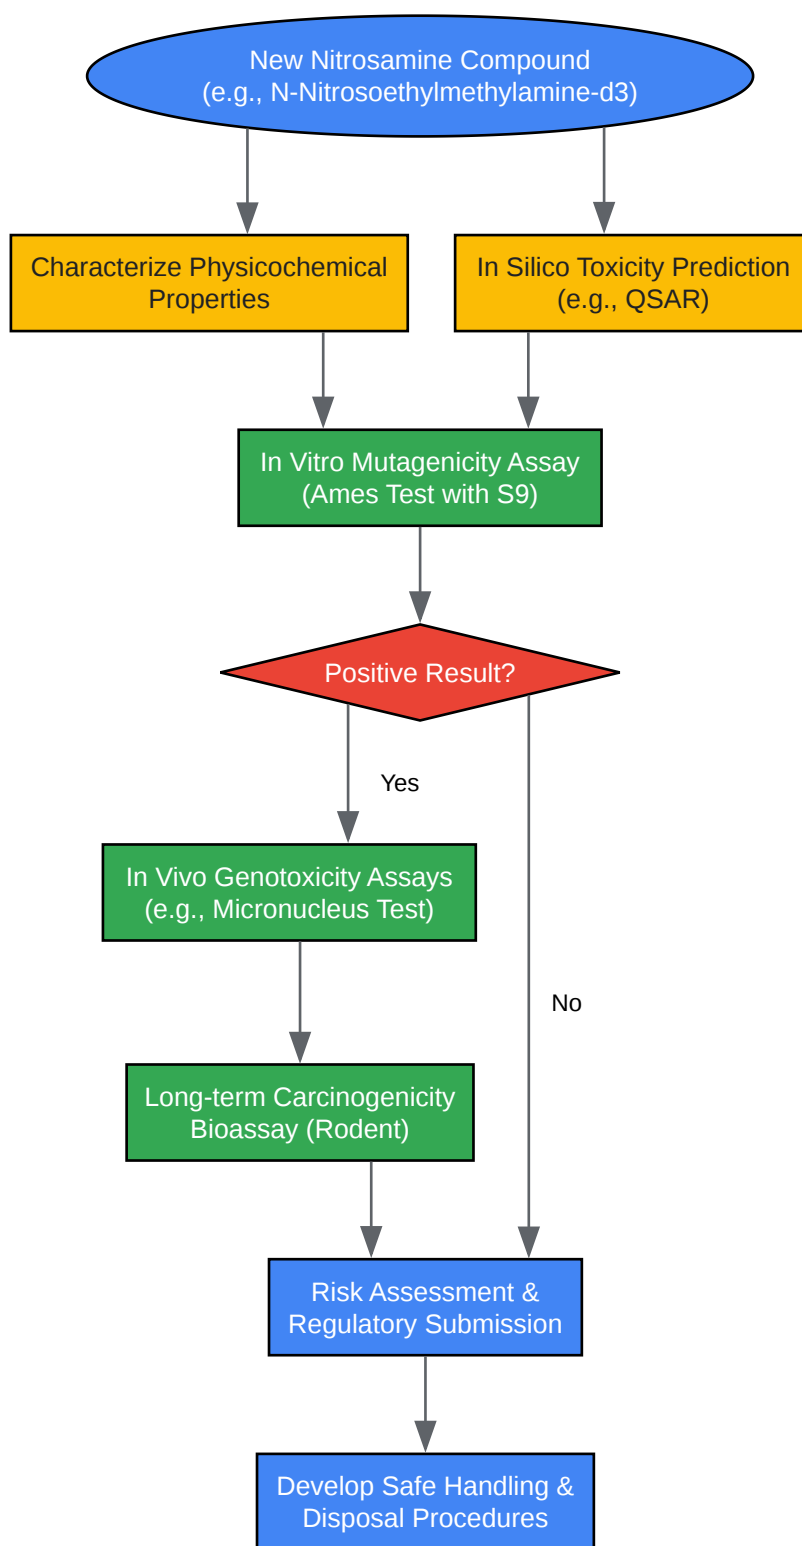 New Nitrosamine Compound
(e.g., N-Nitrosoethylmethylamine-d3)
Characterize Physicochemical
Properties
In Silico Toxicity Prediction
(e.g., QSAR)
In Vitro Mutagenicity Assay
(Ames Test with S9)
Positive Result?
Yes
In Vivo Genotoxicity Assays
(e.g., Micronucleus Test)
No
Long-term Carcinogenicity
Bioassay (Rodent)
Risk Assessment &
Regulatory Submission
Develop Safe Handling &
Disposal Procedures